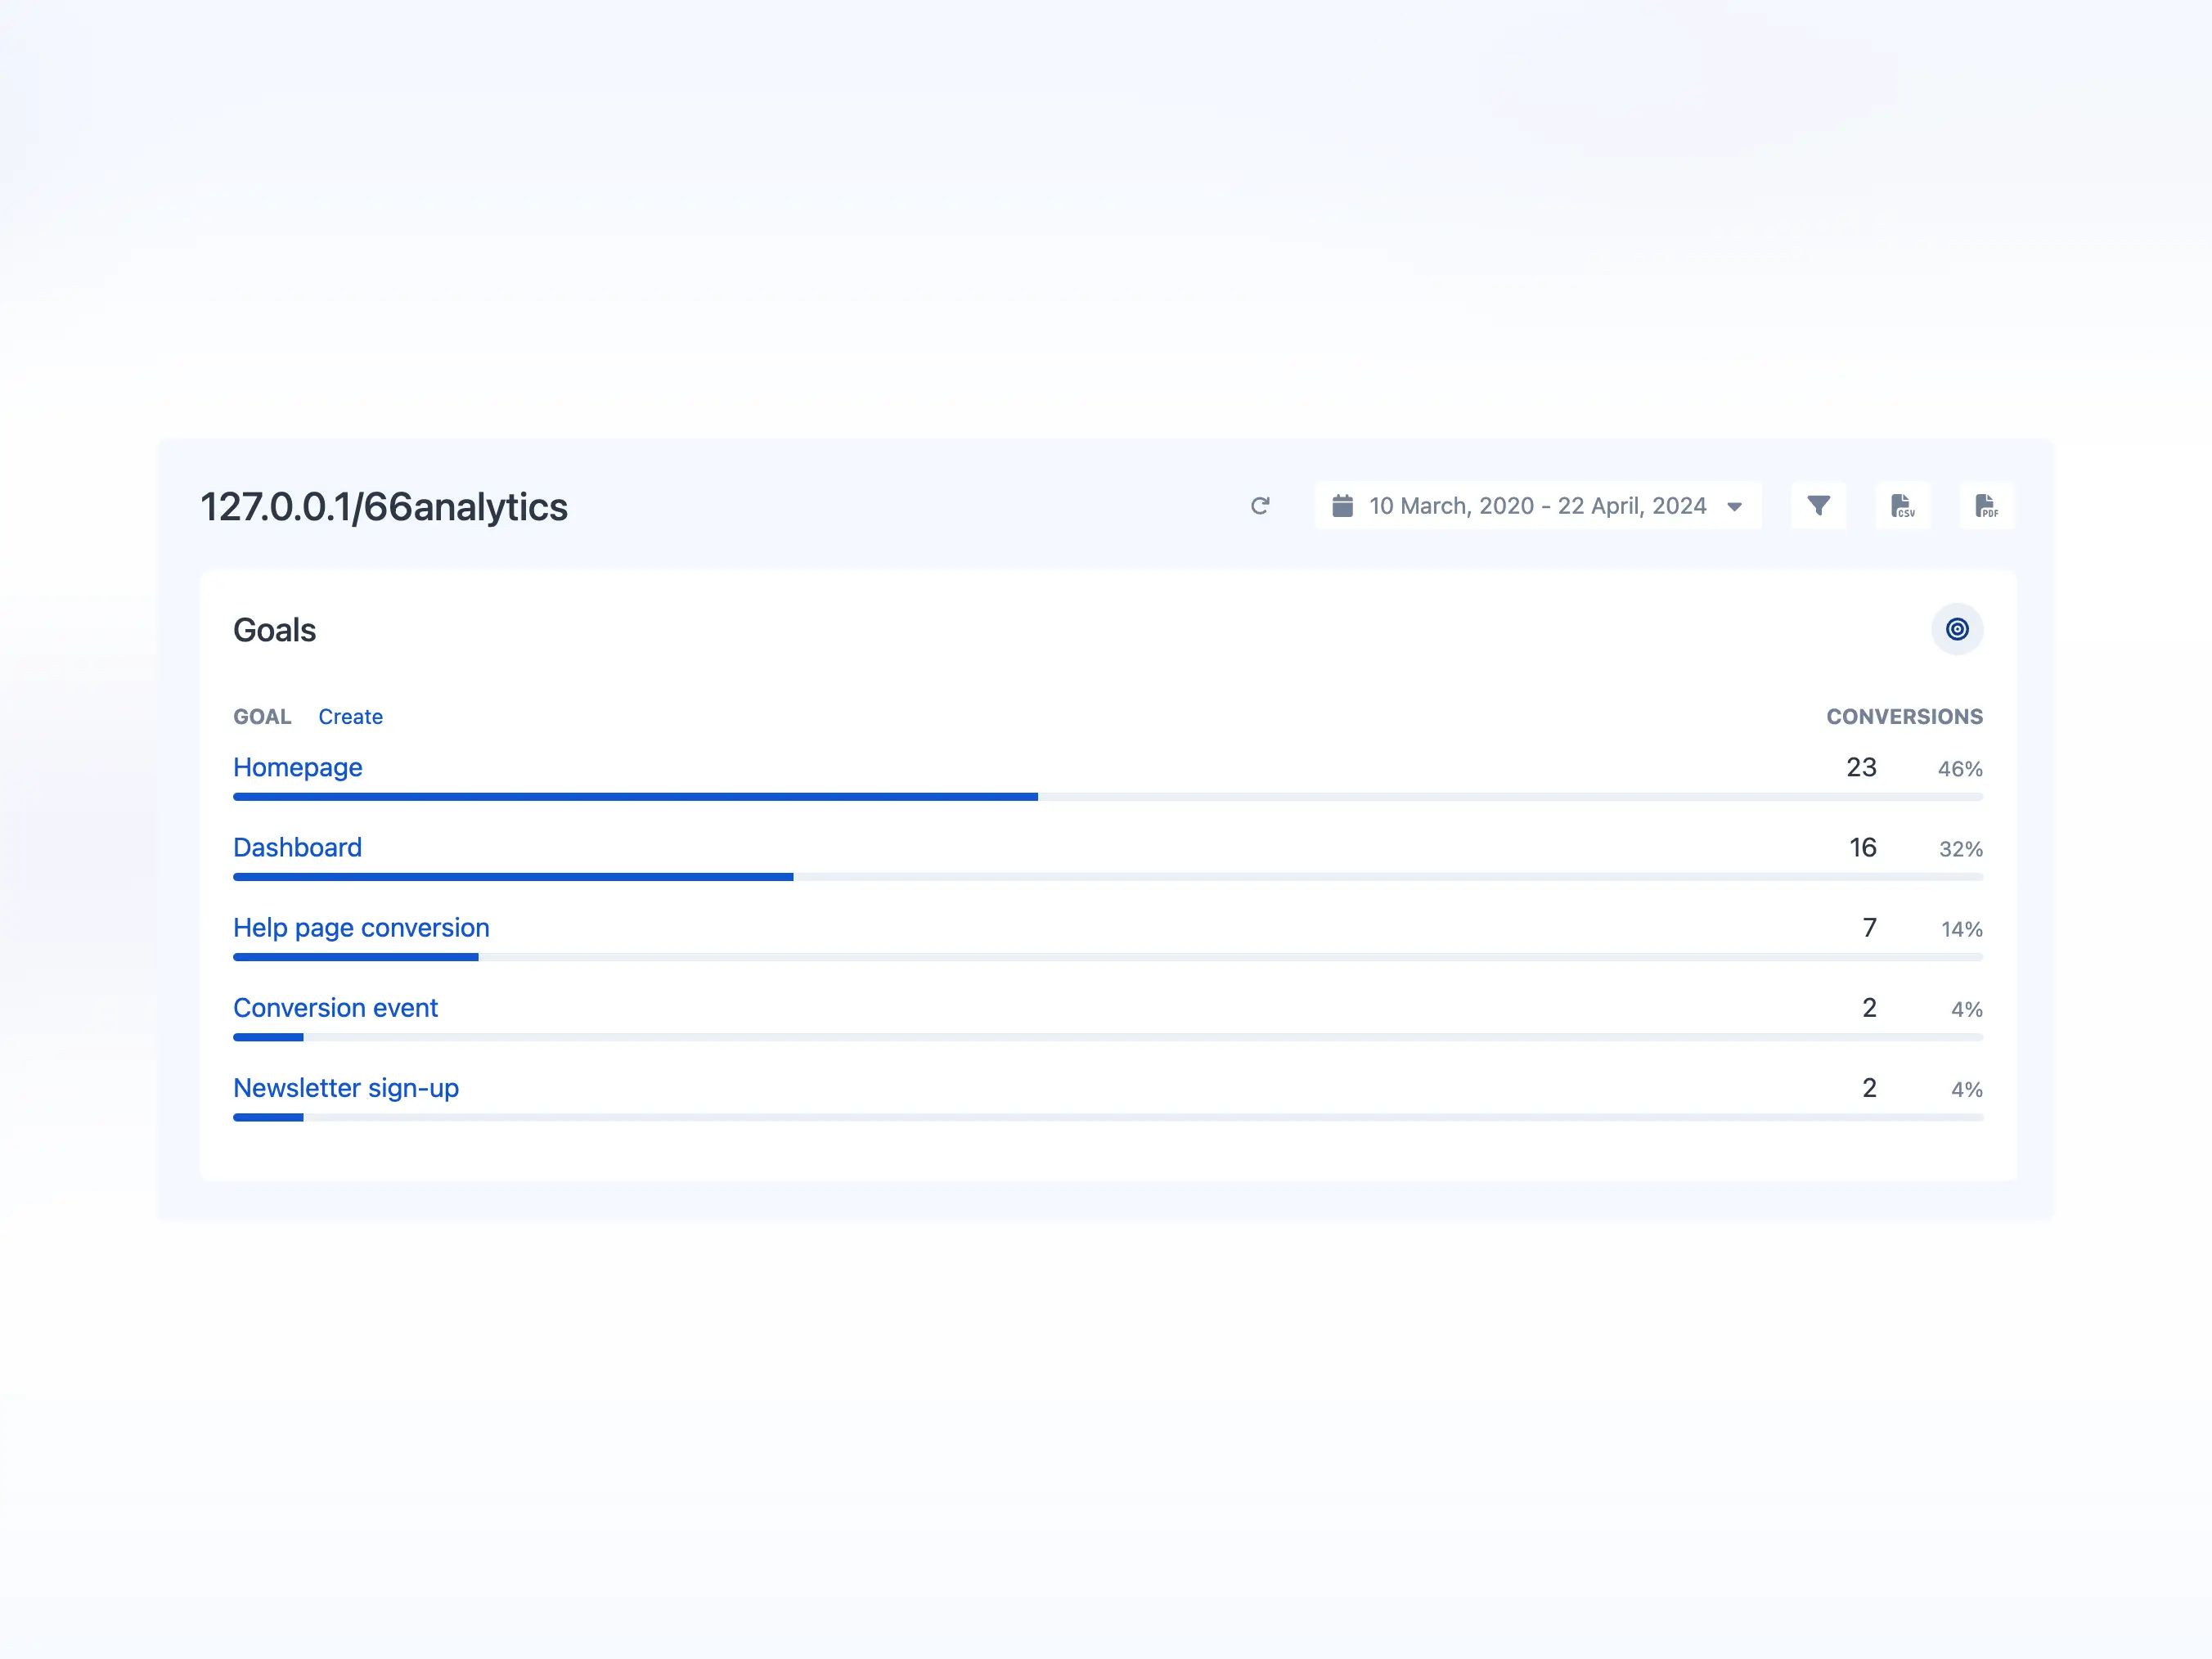 127.0.0.1/66analytics
10 March, 2020 - 22 April, 2024
CSV
PDF
Goals
GOAL Create CONVERSIONS
Homepage 23 46%
Dashboard 16 32%
Help page conversion 7 14%
Conversion event 2 4%
Newsletter sign-up 2 4%